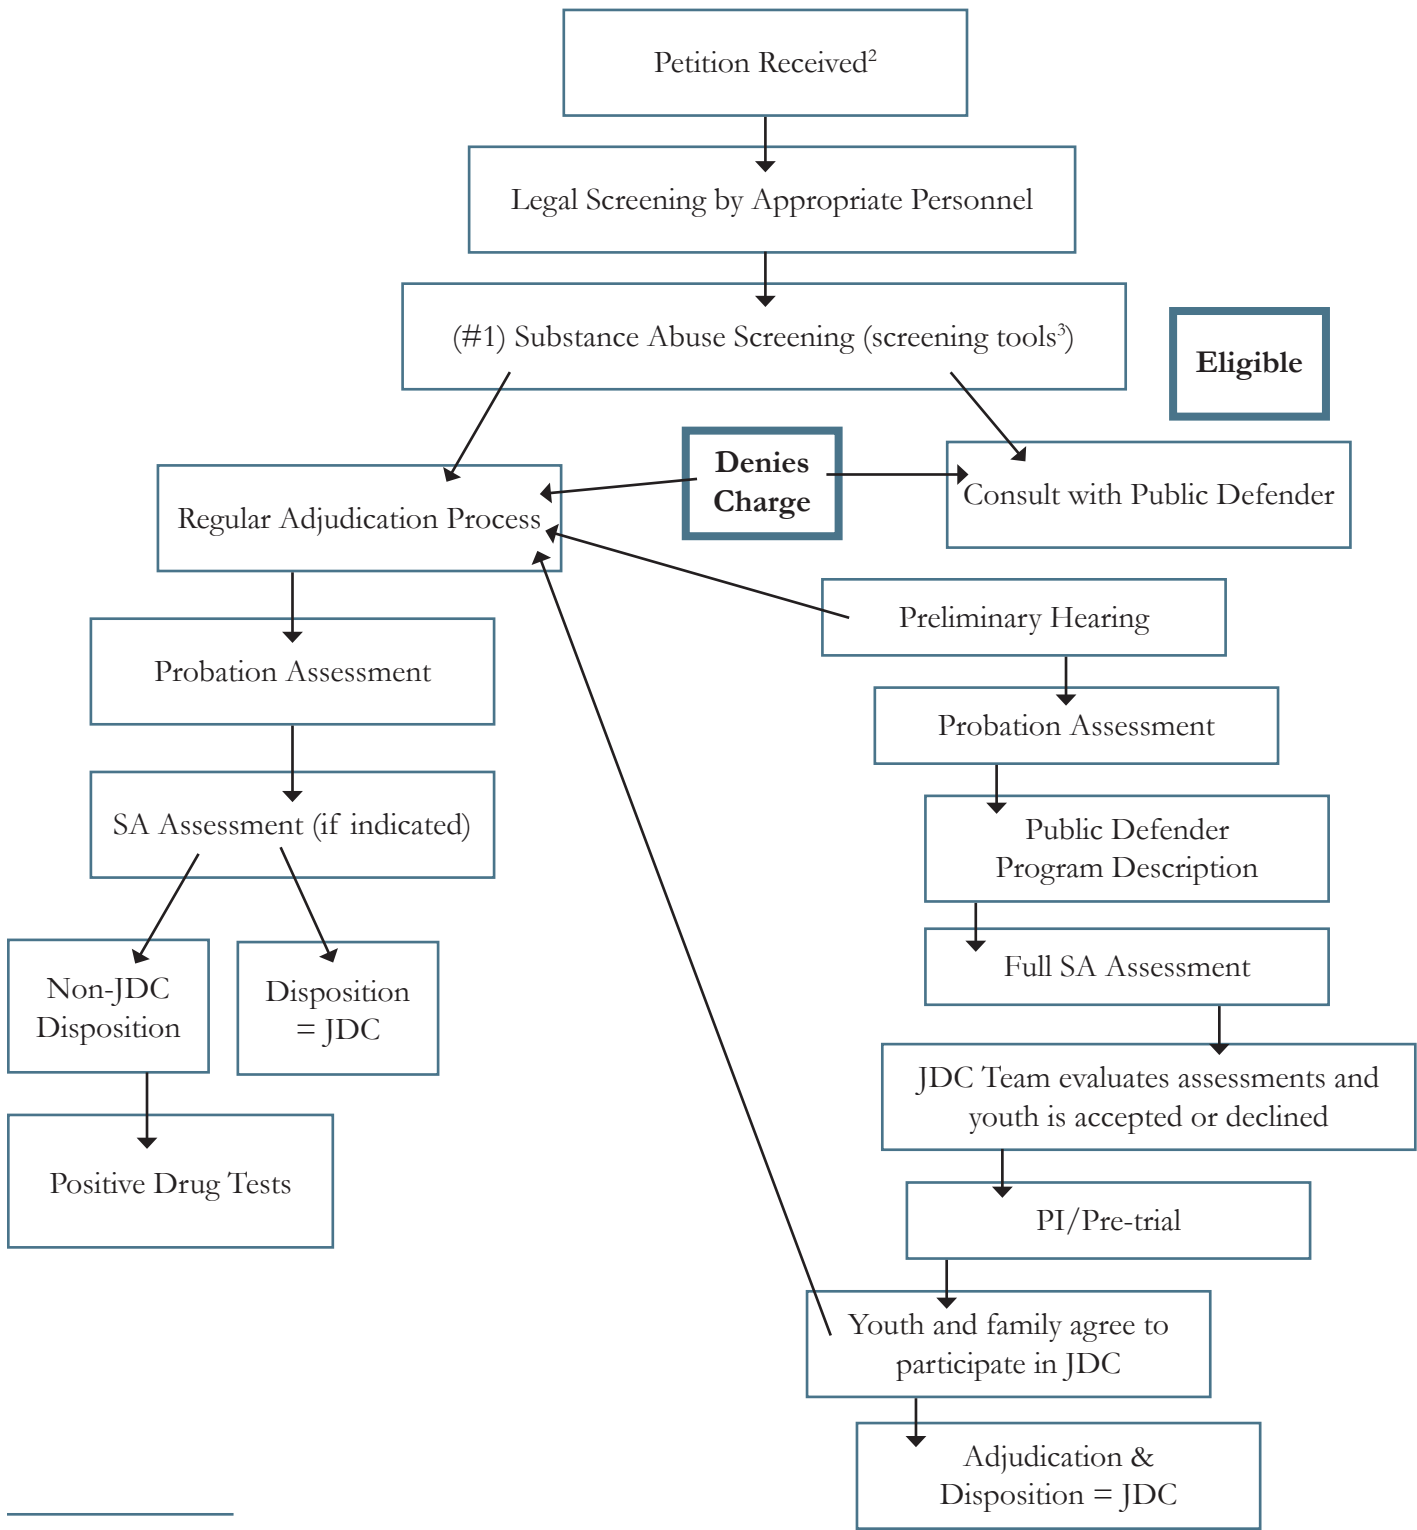 Petition Received²
Legal Screening by Appropriate Personnel
(#1) Substance Abuse Screening (screening tools³)
Eligible
Denies
Charge
Consult with Public Defender
Regular Adjudication Process
Preliminary Hearing
Probation Assessment
Probation Assessment
SA Assessment (if indicated)
Public Defender
Program Description
Full SA Assessment
Non-JDC
Disposition
Disposition
= JDC
JDC Team evaluates assessments and
youth is accepted or declined
Positive Drug Tests
PI/Pre-trial
Youth and family agree to
participate in JDC
Adjudication &
Disposition = JDC